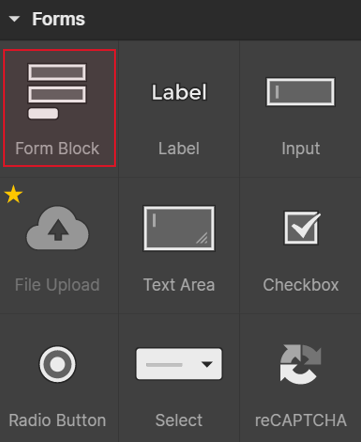 Forms
Label
Form Block
Label
Input
File Upload
Text Area
Checkbox
Radio Button
Select
reCAPTCHA